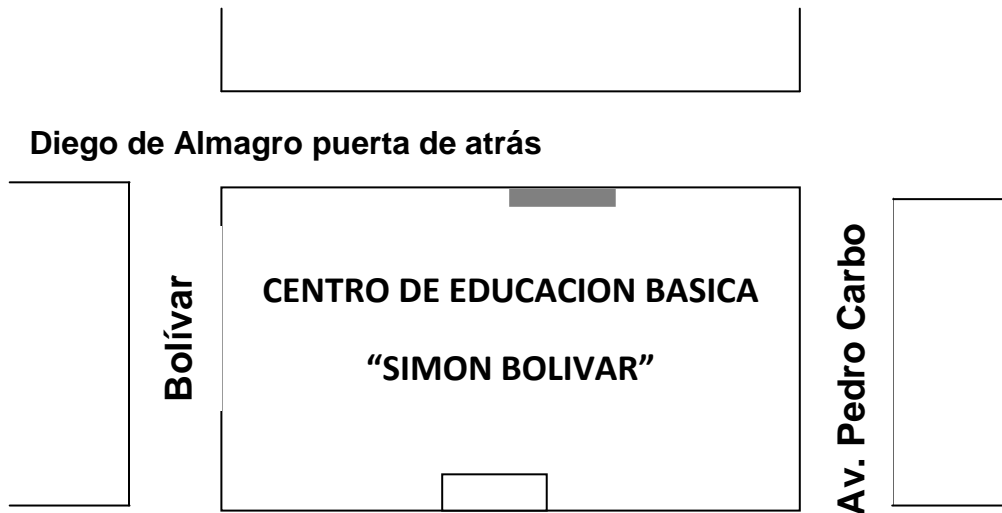 Diego de Almagro puerta de atrás
Bolívar
CENTRO DE EDUCACION BASICA
“SIMON BOLIVAR”
Av. Pedro Carbo